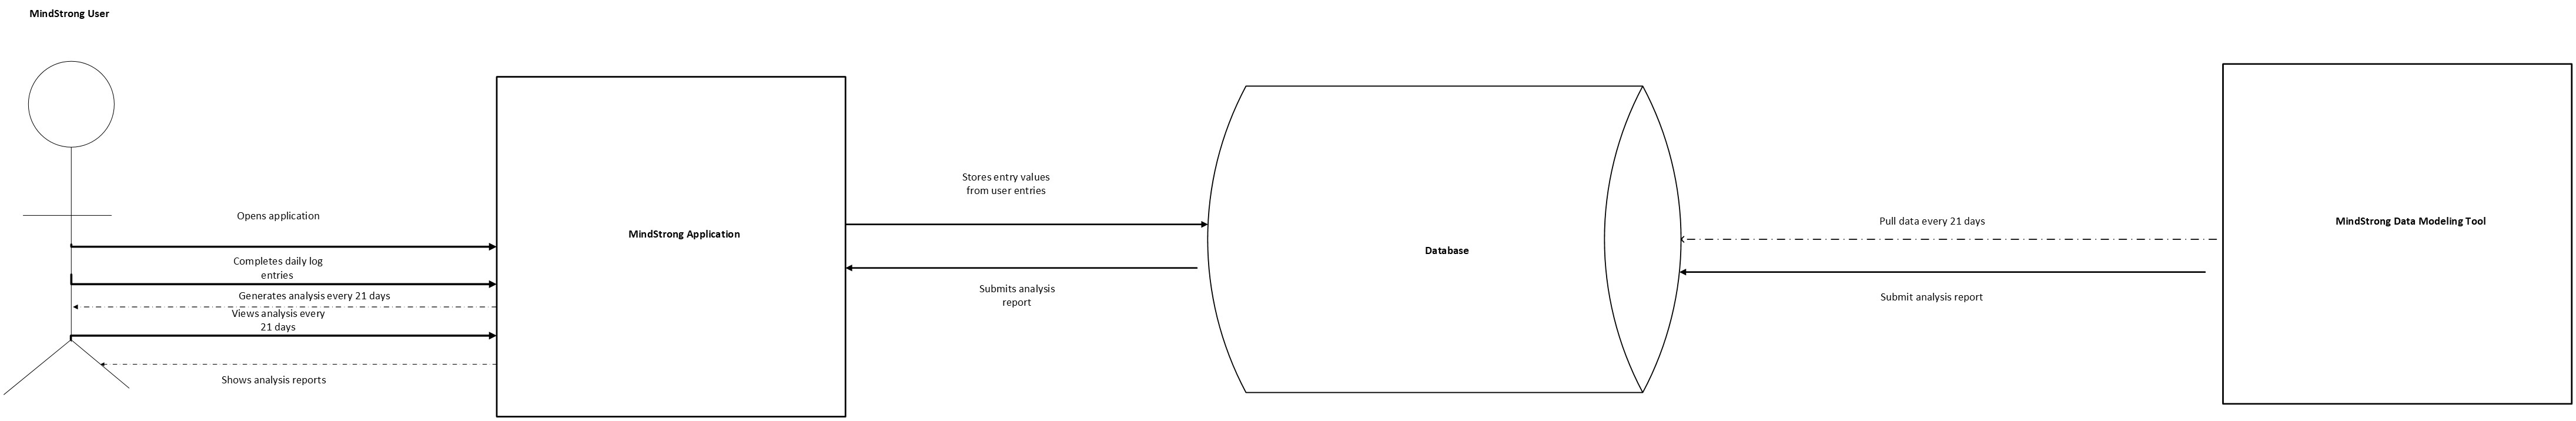 MindStrong User
Opens application
Completes daily log
entries
Generates analysis every 21 days
Views analysis every
21 days
Shows analysis reports
MindStrong Application
Stores entry values
from user entries
Submits analysis
report
Database
Pull data every 21 days
Submit analysis report
MindStrong Data Modeling Tool